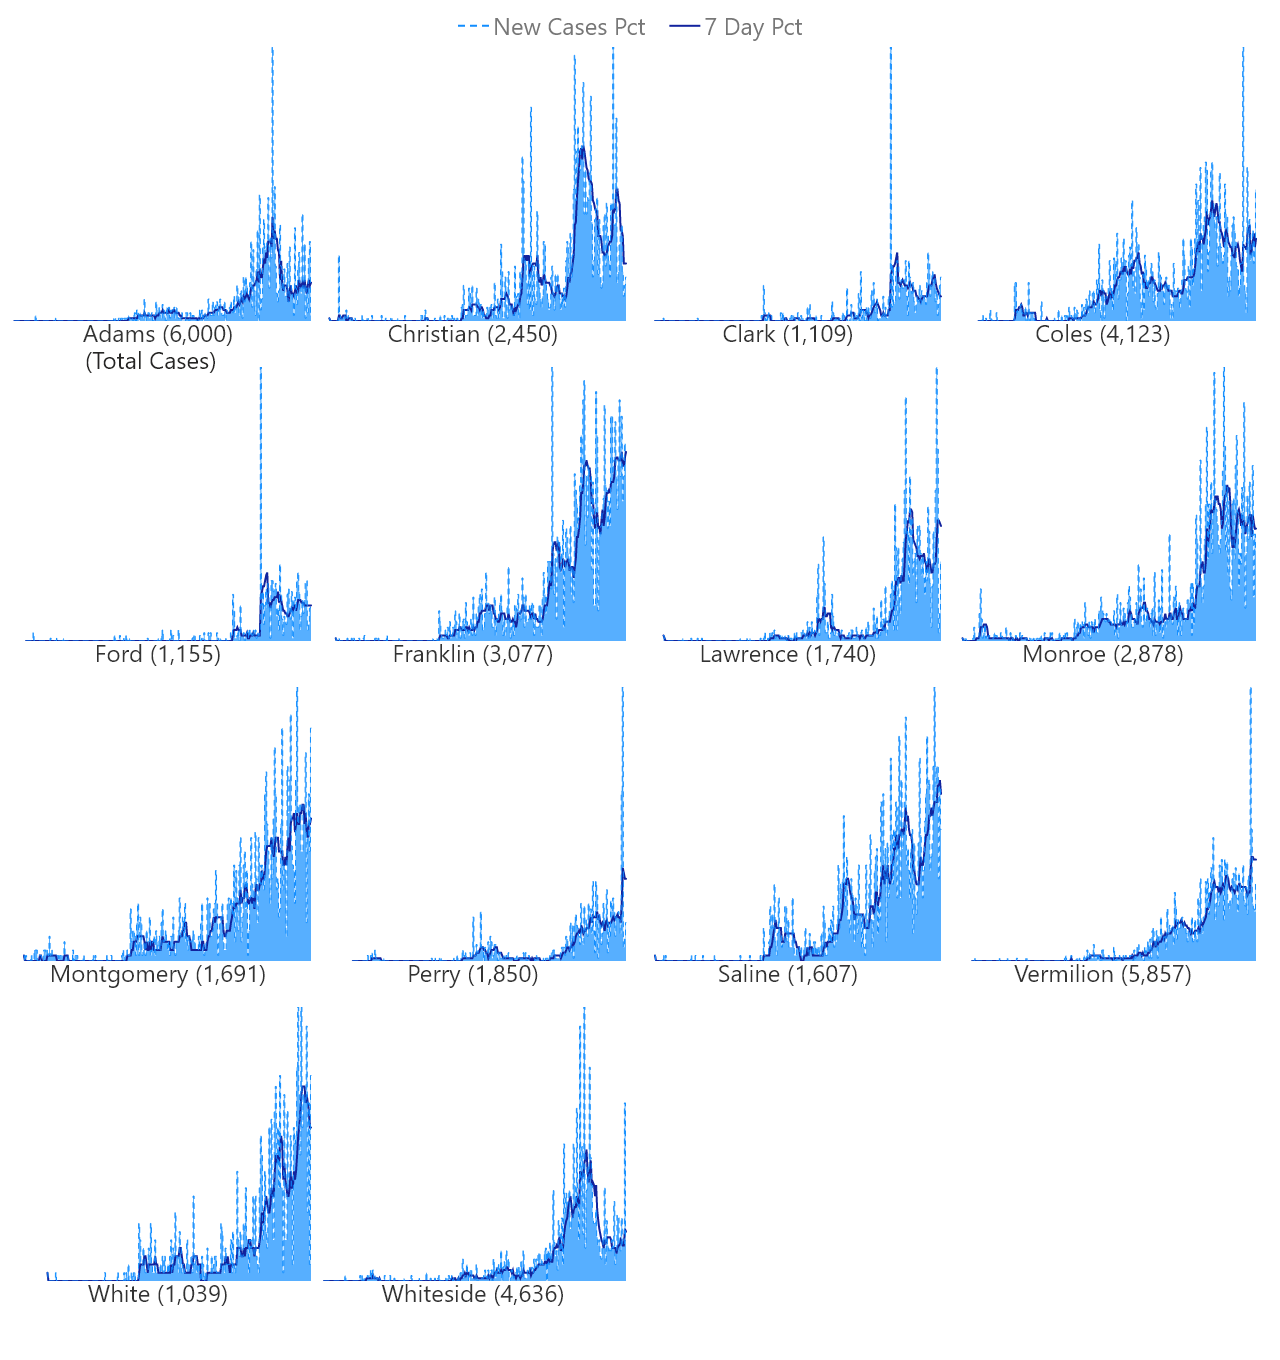 New Cases Pct 7 Day Pct
Adams (6,000)
(Total Cases)
Christian (2,450)
Clark (1,109)
Coles (4,123)
Ford (1,155)
Franklin (3,077)
Lawrence (1,740)
Monroe (2,878)
Montgomery (1,691)
Perry (1,850)
Saline (1,607)
Vermilion (5,857)
White (1,039)
Whiteside (4,636)